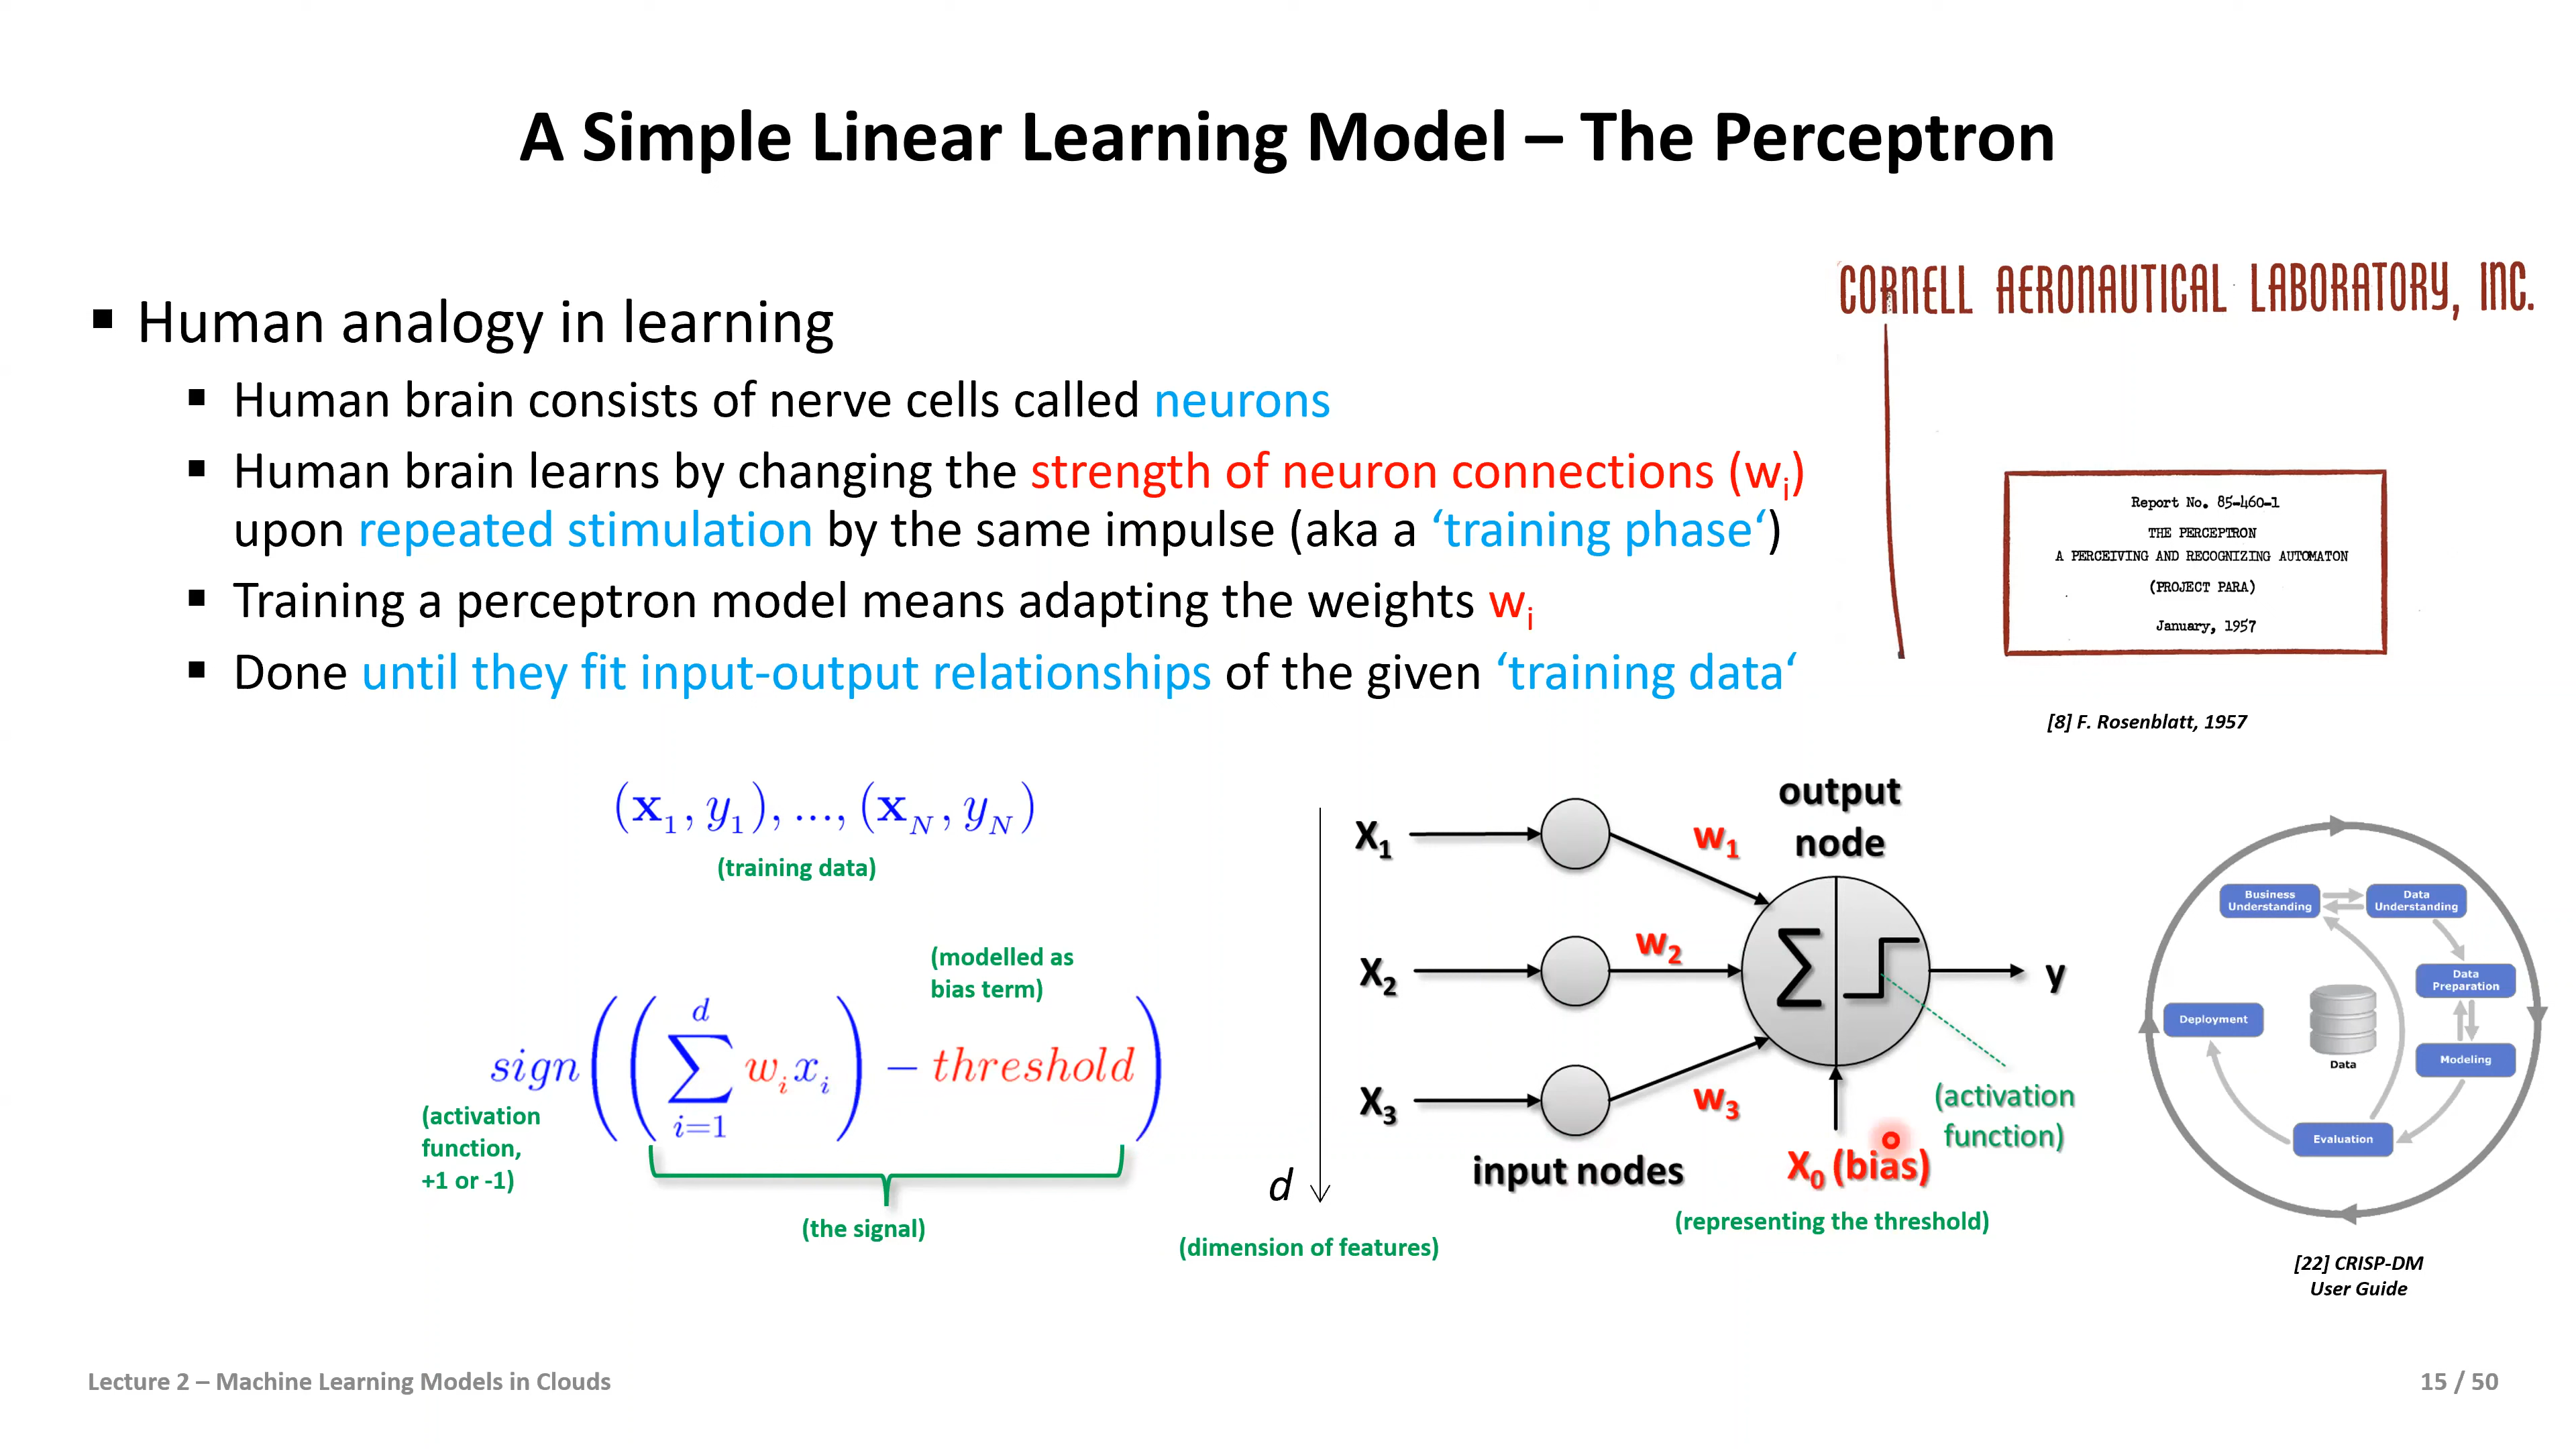 A Simple Linear Learning Model – The Perceptron
▪ Human analogy in learning
▪ Human brain consists of nerve cells called neurons
▪ Human brain learns by changing the strength of neuron connections (wᵢ)
upon repeated stimulation by the same impulse (aka a ‘training phase‘)
▪ Training a perceptron model means adapting the weights wᵢ
▪ Done until they fit input-output relationships of the given ‘training data‘
CORNELL AERONAUTICAL LABORATORY, INC.
Report No. 85-460-1
THE PERCEPTRON
A PERCEIVING AND RECOGNIZING AUTOMATON
(PROJECT PARA)
January, 1957
[8] F. Rosenblatt, 1957
(𝐱₁, y₁), ..., (𝐱_N, y_N)
(training data)
(modelled as
bias term)
sign((∑_{i=1}^{d} wᵢxᵢ) − threshold)
(activation
function,
+1 or -1)
(the signal)
d
(dimension of features)
X₁
X₂
X₃
w₁
w₂
w₃
output
node
∑
y
input nodes
X₀ (bias)
(representing the threshold)
(activation
function)
Business
Understanding
Data
Understanding
Data
Preparation
Modeling
Evaluation
Deployment
Data
[22] CRISP-DM
User Guide
Lecture 2 – Machine Learning Models in Clouds
15 / 50